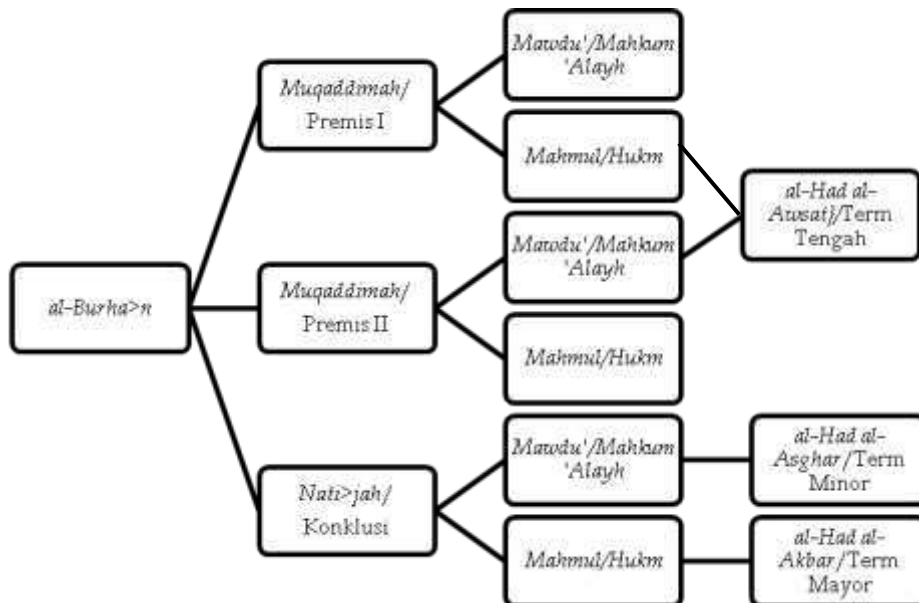 Mawdu'/Mahkum
'Alayh
Muqaddimah/
Premis I
Mahmul/Hukm
al-Had al-
Awsat}/Term
Tengah
Mawdu'/Mahkum
'Alayh
al-Burha>n
Muqaddimah/
Premis II
Mahmul/Hukm
Mawdu'/Mahkum
'Alayh
al-Had al-
Asghar/Term
Minor
Nati>jah/
Konklusi
Mahmul/Hukm
al-Had al-
Akbar/Term
Mayor